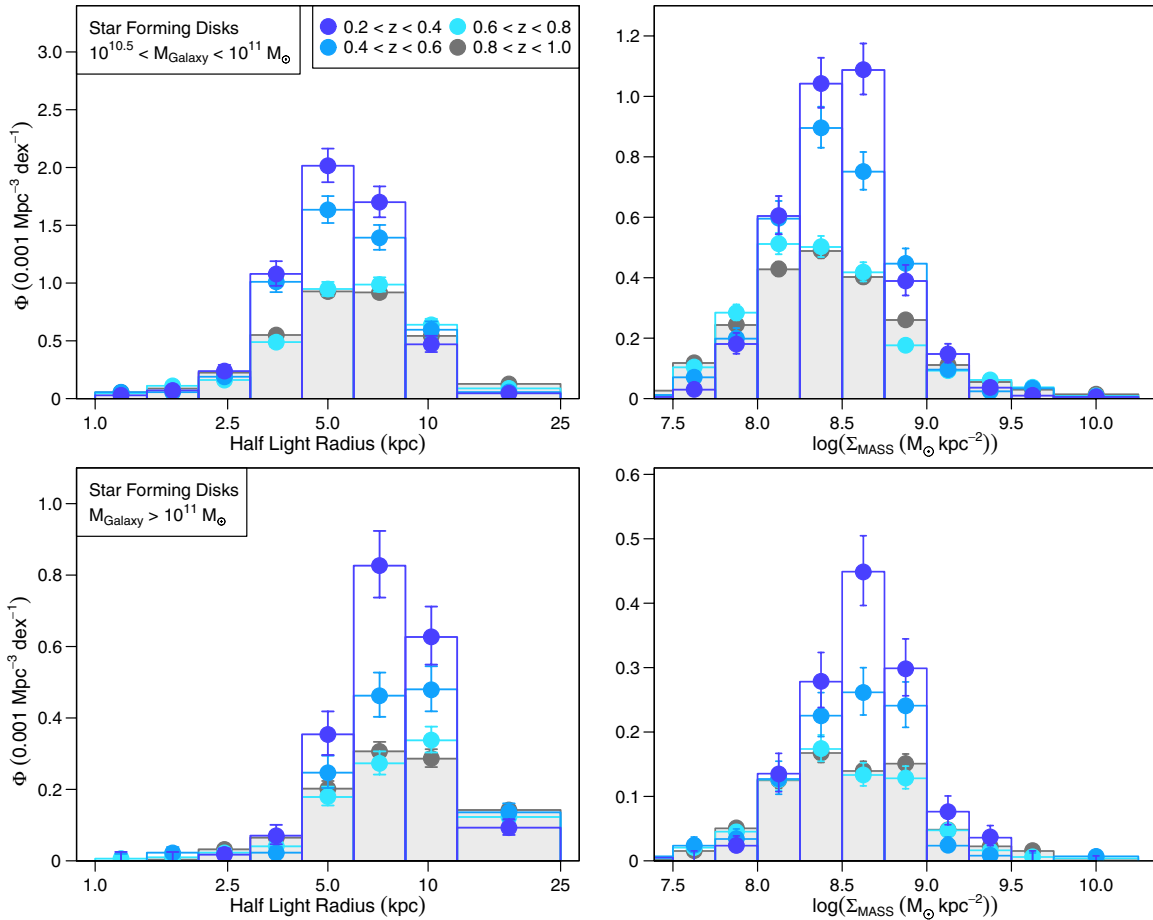 Star Forming Disks
10^10.5 < M_Galaxy < 10^11 M_⊙
0.2 < z < 0.4
0.6 < z < 0.8
0.4 < z < 0.6
0.8 < z < 1.0
Φ (0.001 Mpc^−3 dex^−1)
3.0
2.5
2.0
1.5
1.0
0.5
0
1.0 2.5 5.0 10 25
Half Light Radius (kpc)
1.2
1.0
0.8
0.6
0.4
0.2
0
7.5 8.0 8.5 9.0 9.5 10.0
log(Σ_MASS (M_⊙ kpc^−2))
Star Forming Disks
M_Galaxy > 10^11 M_⊙
Φ (0.001 Mpc^−3 dex^−1)
1.0
0.8
0.6
0.4
0.2
0
1.0 2.5 5.0 10 25
Half Light Radius (kpc)
0.6
0.5
0.4
0.3
0.2
0.1
0
7.5 8.0 8.5 9.0 9.5 10.0
log(Σ_MASS (M_⊙ kpc^−2))